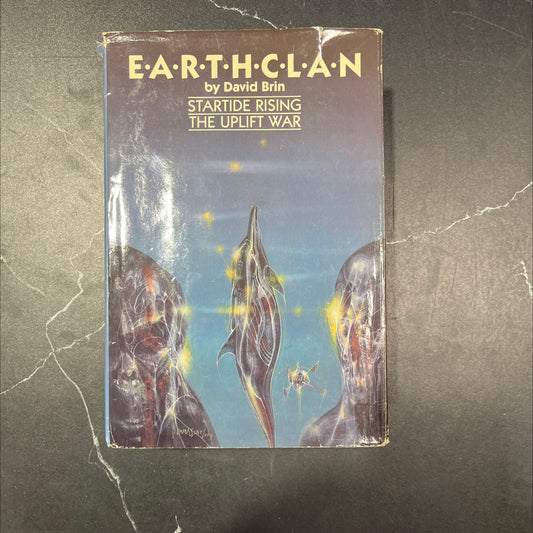 E·A·R·T·H·C·L·A·N
by David Brin
STARTIDE RISING
THE UPLIFT WAR